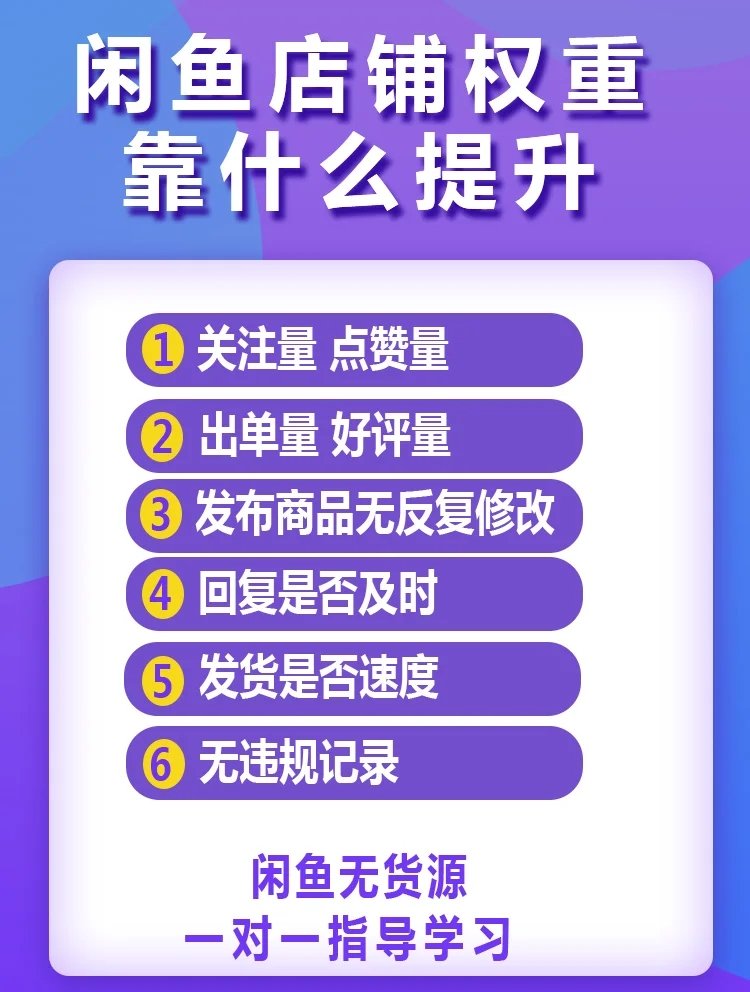 闲鱼店铺权重
靠什么提升
1 关注量 点赞量
2 出单量 好评量
3 发布商品无反复修改
4 回复是否及时
5 发货是否速度
6 无违规记录
闲鱼无货源
一对一指导学习